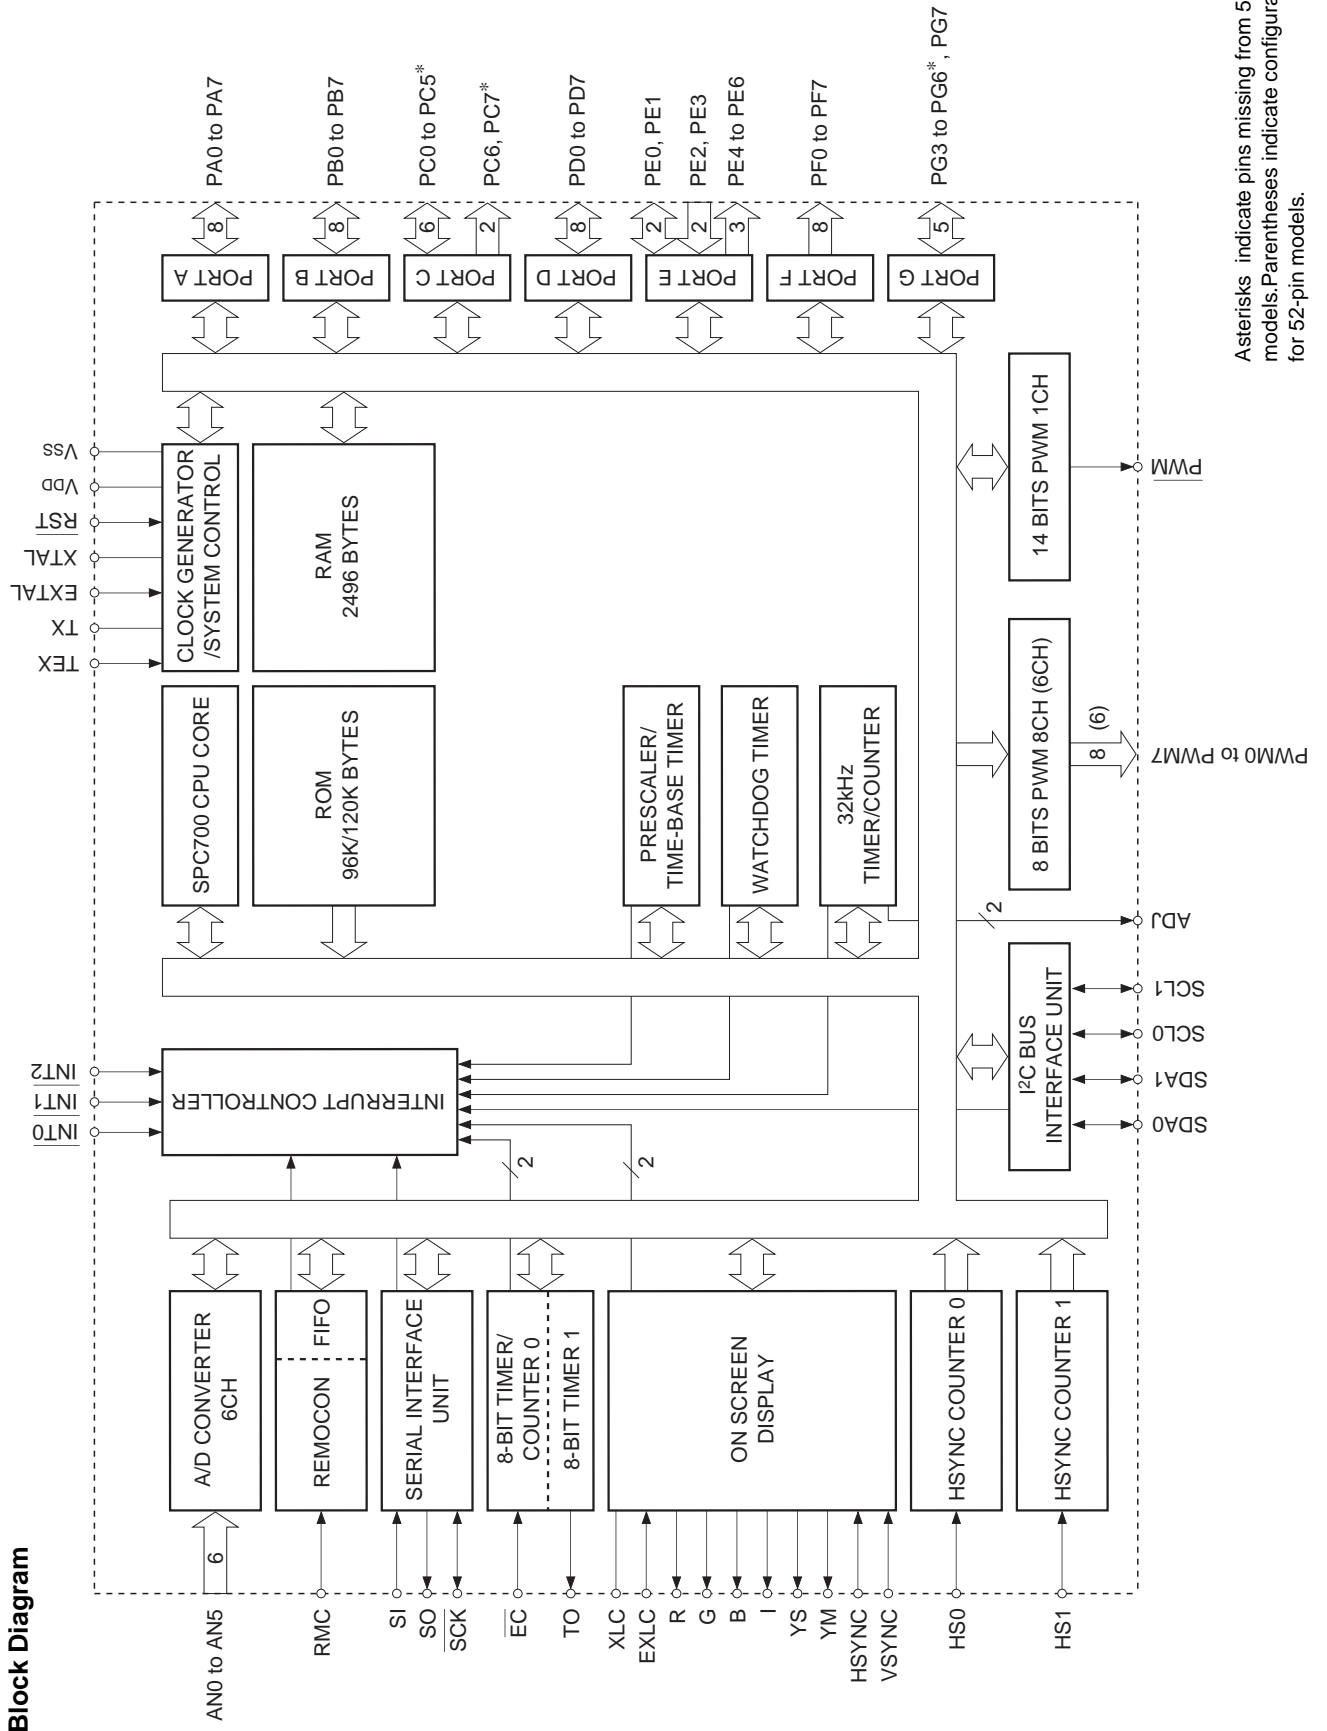 Block Diagram
AN0 to AN5
RMC
SI
SO
SCK
EC
TO
XLC
EXLC
R
G
B
I
YS
YM
HSYNC
VSYNC
HS0
HS1
6
A/D CONVERTER
6CH
REMOCON
FIFO
SERIAL INTERFACE
UNIT
8-BIT TIMER/
COUNTER 0
8-BIT TIMER 1
ON SCREEN
DISPLAY
HSYNC COUNTER 0
HSYNC COUNTER 1
2
2
INT0
INT1
INT2
INTERRUPT CONTROLLER
SPC700 CPU CORE
ROM
96K/120K BYTES
PRESCALER/
TIME-BASE TIMER
WATCHDOG TIMER
32kHz
TIMER/COUNTER
TEX
TX
EXTAL
XTAL
RST
VDD
VSS
CLOCK GENERATOR
/SYSTEM CONTROL
RAM
2496 BYTES
I2C BUS
INTERFACE UNIT
SDA0
SDA1
SCL0
SCL1
2
ADJ
8 BITS PWM 8CH (6CH)
8
(6)
PWM0 to PWM7
14 BITS PWM 1CH
PWM
PORT A
8
PA0 to PA7
PORT B
8
PB0 to PB7
PORT C
6
PC0 to PC5*
2
PC6, PC7*
PORT D
8
PD0 to PD7
PORT E
2
PE0, PE1
2
PE2, PE3
3
PE4 to PE6
PORT F
8
PF0 to PF7
PORT G
5
PG3 to PG6*, PG7
Asterisks indicate pins missing from 5
models.Parentheses indicate configura
for 52-pin models.